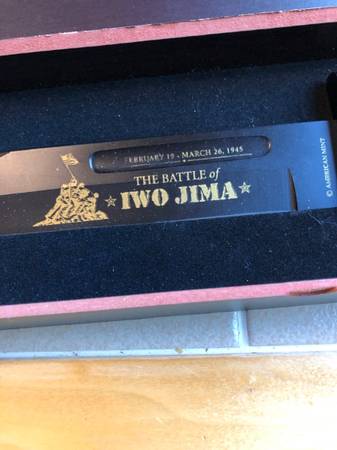 FEBRUARY 19 - MARCH 26, 1945
THE BATTLE of
IWO JIMA
© AMERICAN MINT